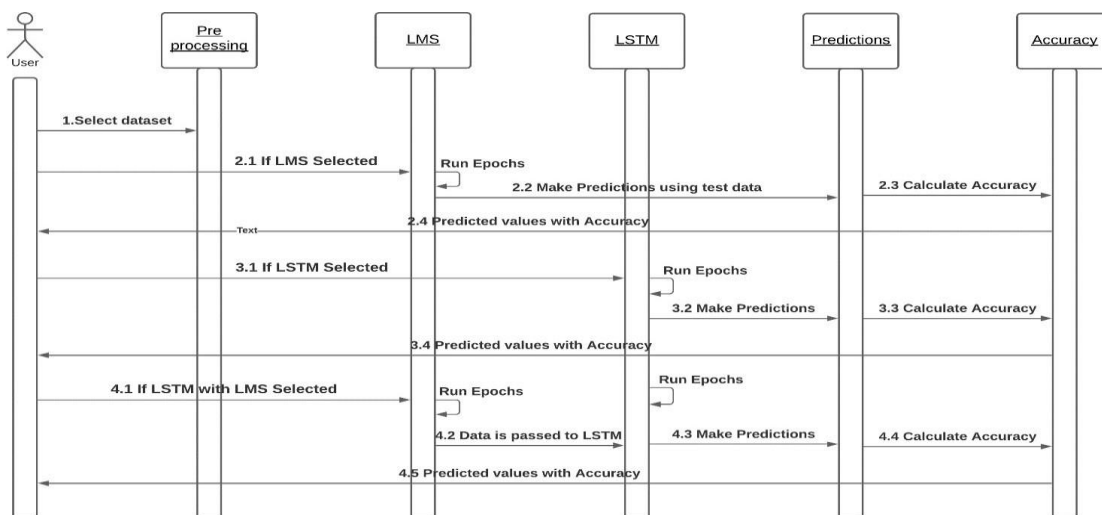 User
Pre
processing
LMS
LSTM
Predictions
Accuracy
1.Select dataset
2.1 If LMS Selected
Run Epochs
2.2 Make Predictions using test data
2.3 Calculate Accuracy
2.4 Predicted values with Accuracy
Text
3.1 If LSTM Selected
Run Epochs
3.2 Make Predictions
3.3 Calculate Accuracy
3.4 Predicted values with Accuracy
4.1 If LSTM with LMS Selected
Run Epochs
Run Epochs
4.2 Data is passed to LSTM
4.3 Make Predictions
4.4 Calculate Accuracy
4.5 Predicted values with Accuracy